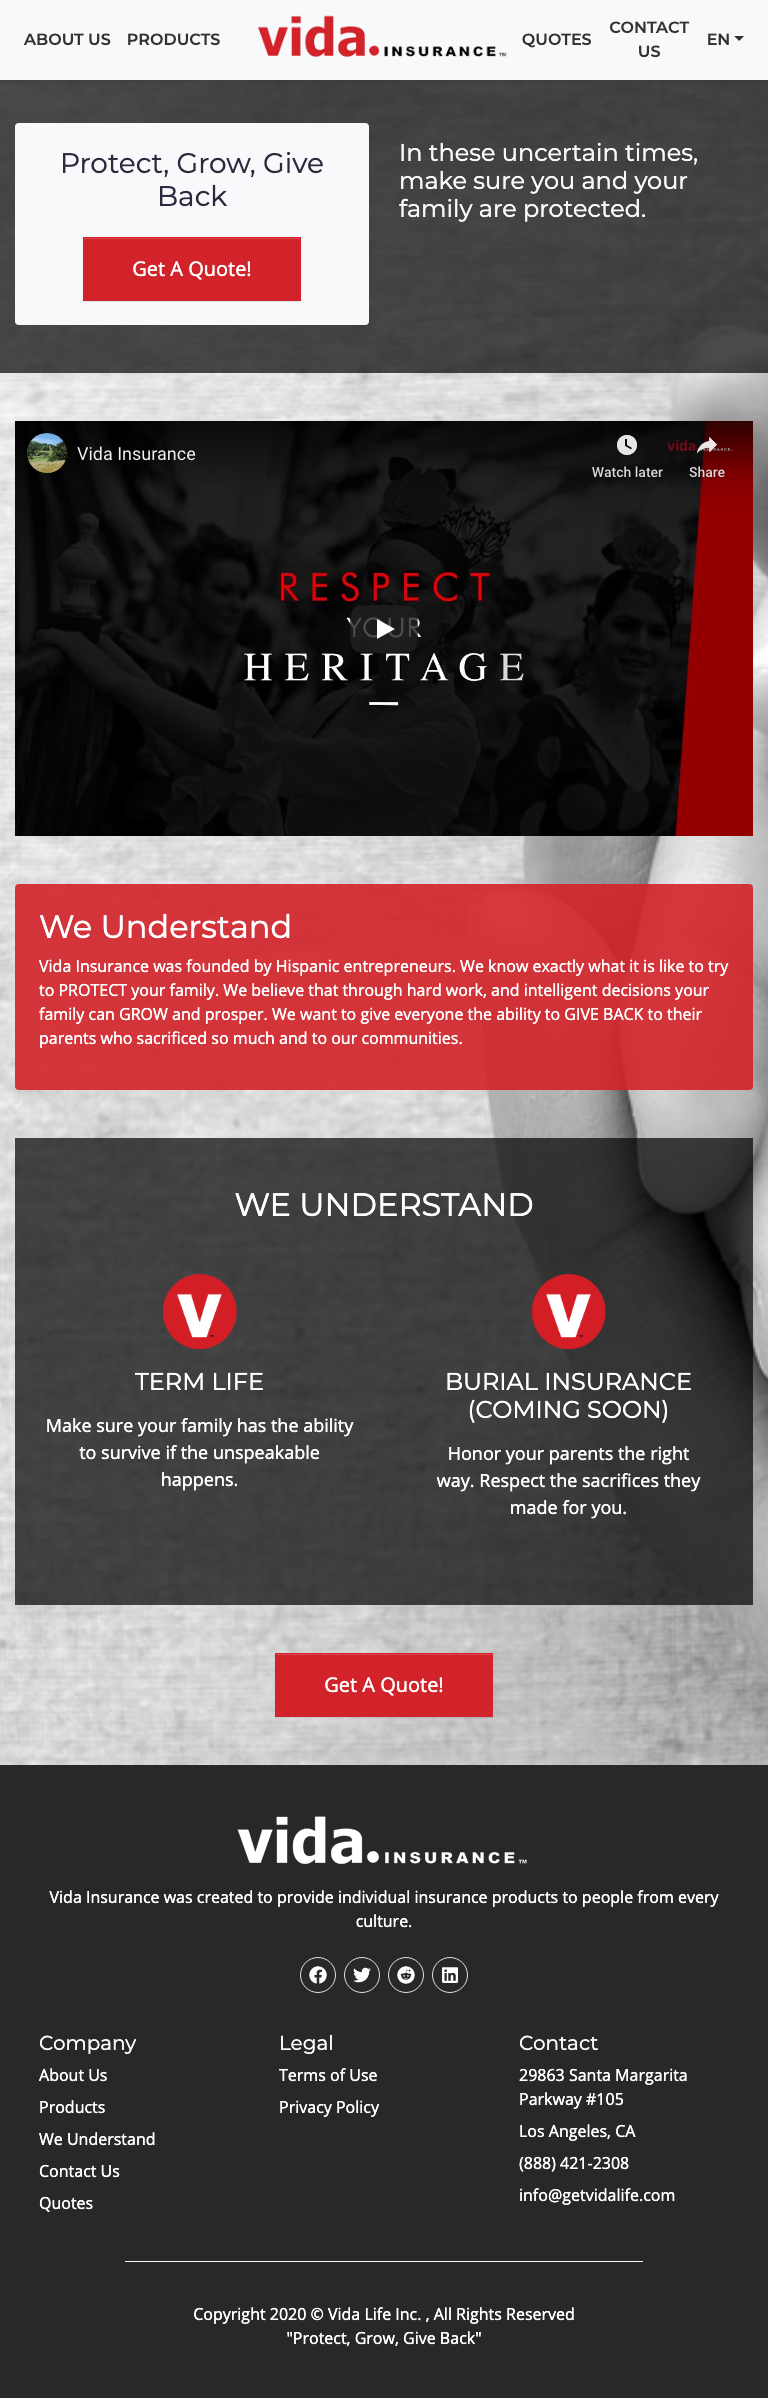 ABOUT US
PRODUCTS
vida. INSURANCE™
QUOTES
CONTACT
US
EN
Protect, Grow, Give
Back
Get A Quote!
In these uncertain times,
make sure you and your
family are protected.
Vida Insurance
Watch later
vida.
Share
RESPECT
YOUR
HERITAGE
We Understand
Vida Insurance was founded by Hispanic entrepreneurs. We know exactly what it is like to try
to PROTECT your family. We believe that through hard work, and intelligent decisions your
family can GROW and prosper. We want to give everyone the ability to GIVE BACK to their
parents who sacrificed so much and to our communities.
WE UNDERSTAND
V
TERM LIFE
Make sure your family has the ability
to survive if the unspeakable
happens.
V
BURIAL INSURANCE
(COMING SOON)
Honor your parents the right
way. Respect the sacrifices they
made for you.
Get A Quote!
vida. INSURANCE™
Vida Insurance was created to provide individual insurance products to people from every
culture.
Company
About Us
Products
We Understand
Contact Us
Quotes
Legal
Terms of Use
Privacy Policy
Contact
29863 Santa Margarita
Parkway #105
Los Angeles, CA
(888) 421-2308
info@getvidalife.com
Copyright 2020 © Vida Life Inc. , All Rights Reserved
"Protect, Grow, Give Back"